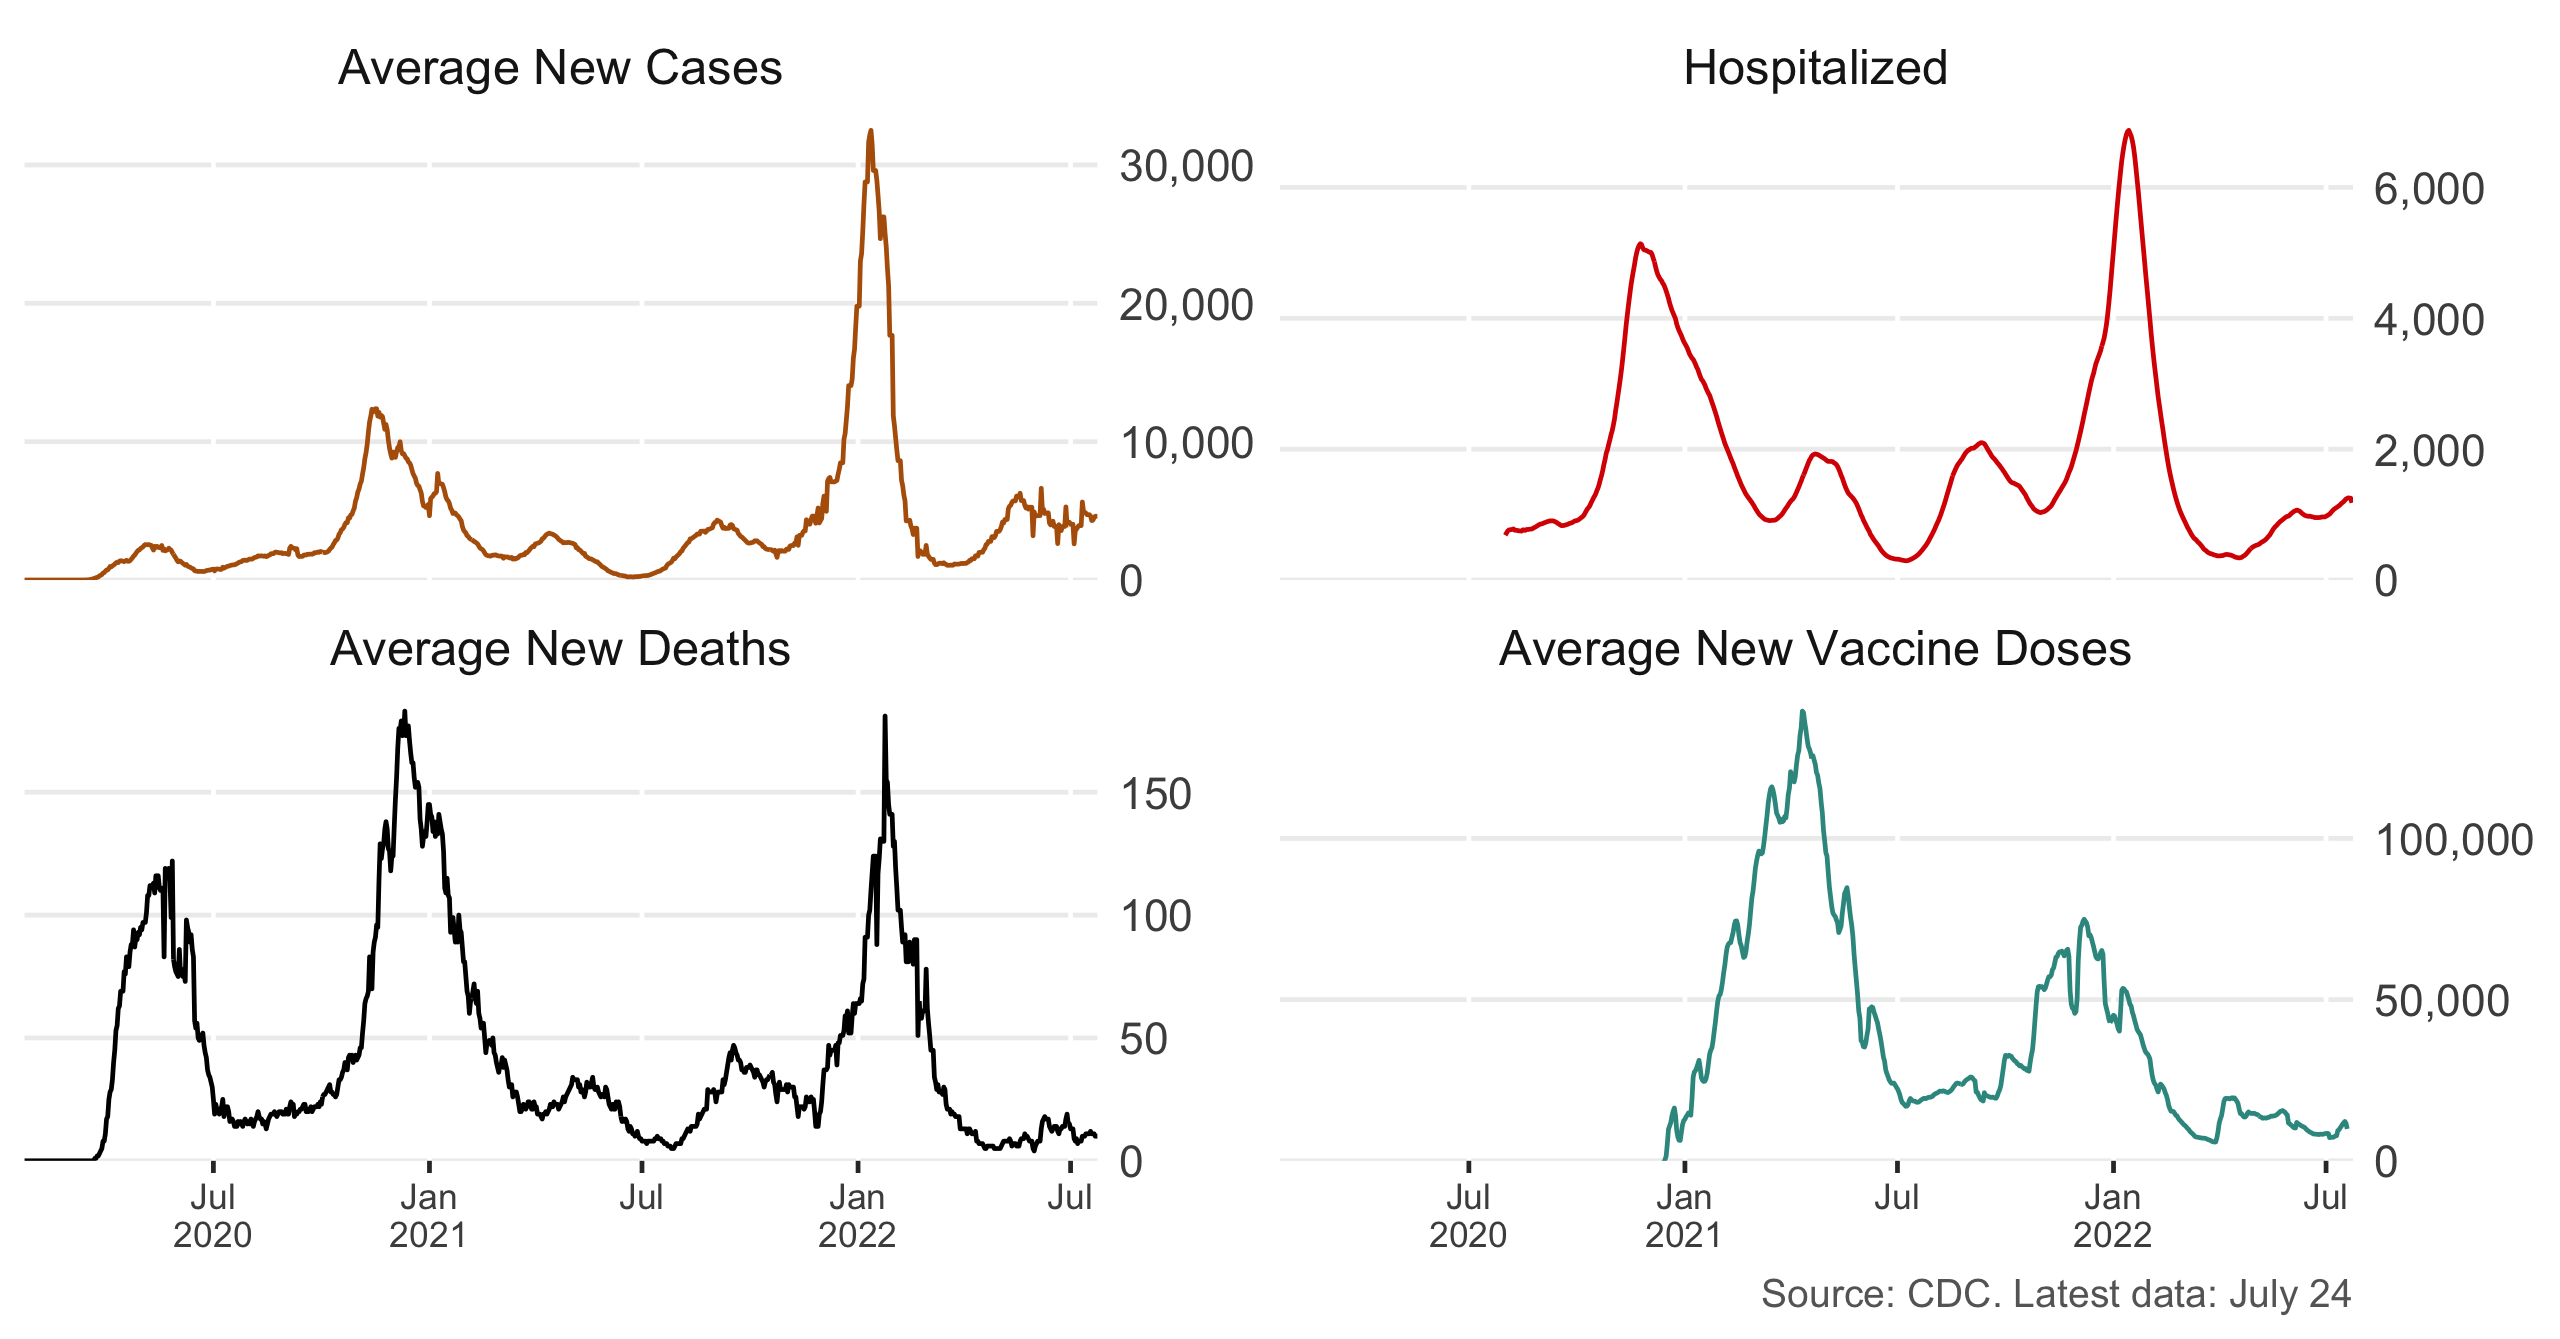 Average New Cases
30,000
20,000
10,000
0
Hospitalized
6,000
4,000
2,000
0
Average New Deaths
150
100
50
0
Jul
2020
Jan
2021
Jul
Jan
2022
Jul
Average New Vaccine Doses
100,000
50,000
0
Jul
2020
Jan
2021
Jul
Jan
2022
Jul
Source: CDC. Latest data: July 24